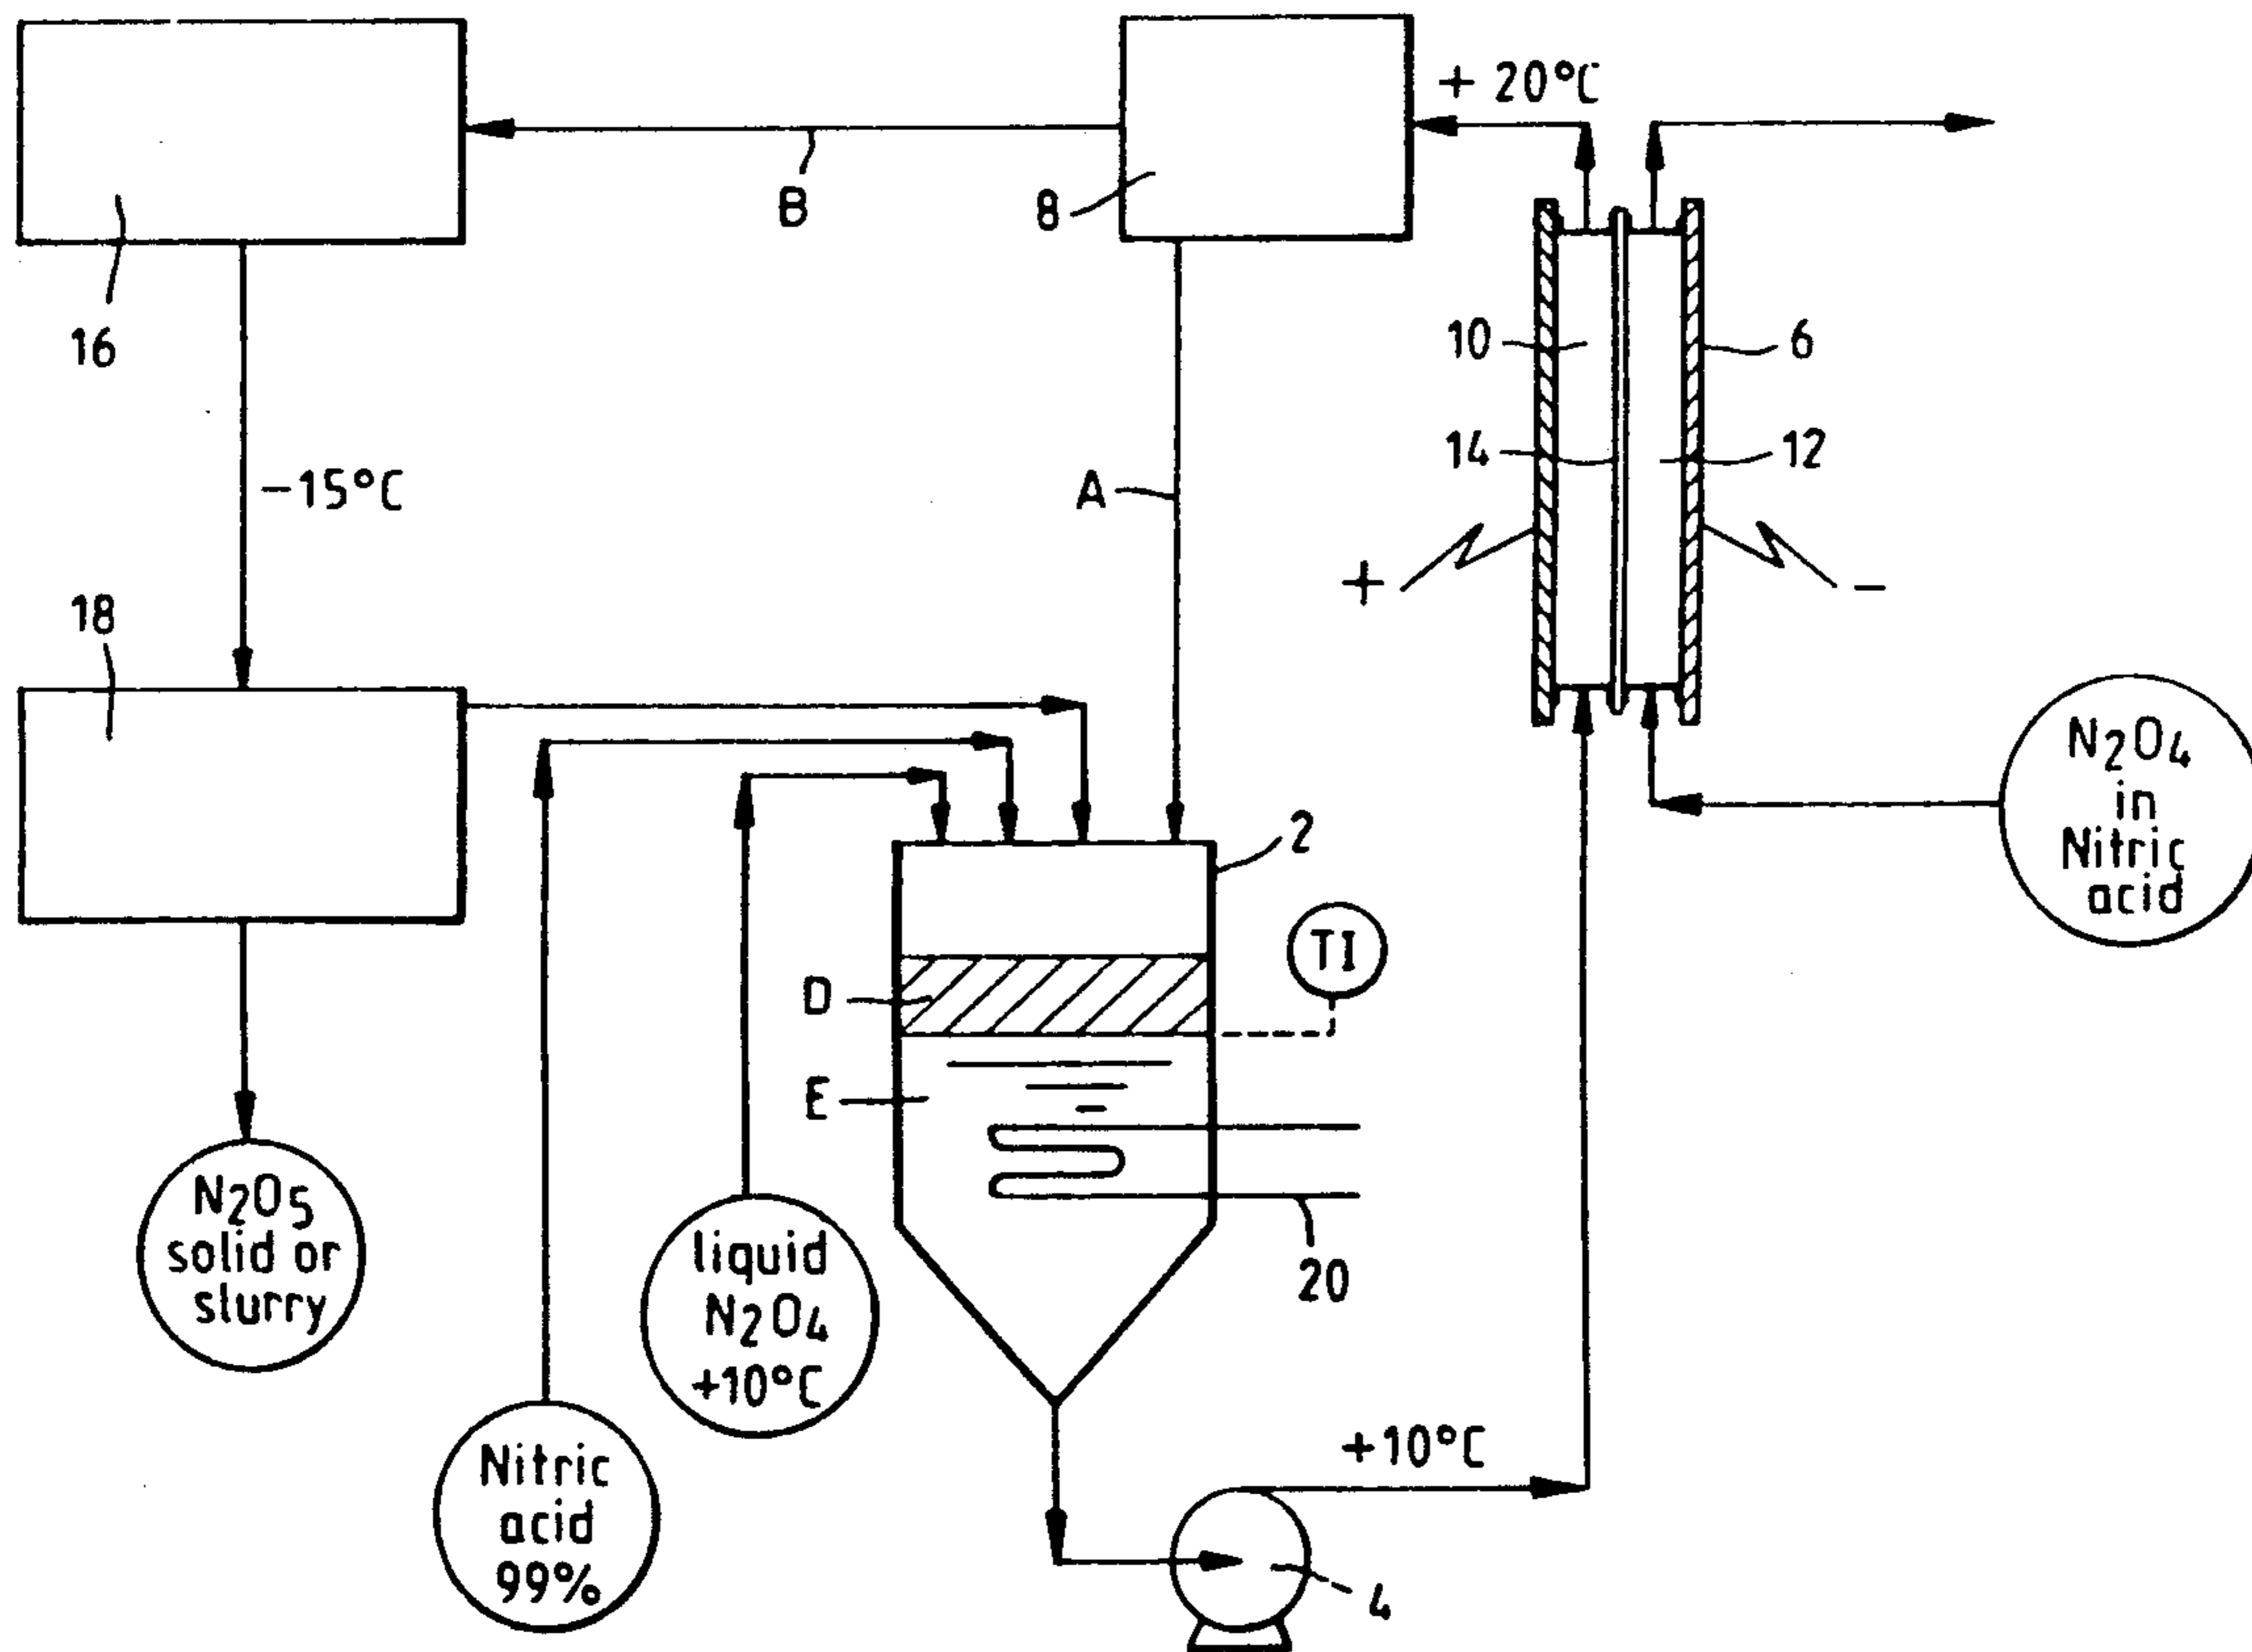 + 20°C
B
8
16
10
6
14
12
-15°C
A
+
-
18
N2O4
in
Nitric
acid
2
TI
D
E
N2O5
solid or
slurry
liquid
N2O4
+10°C
20
Nitric
acid
99%
+10°C
4